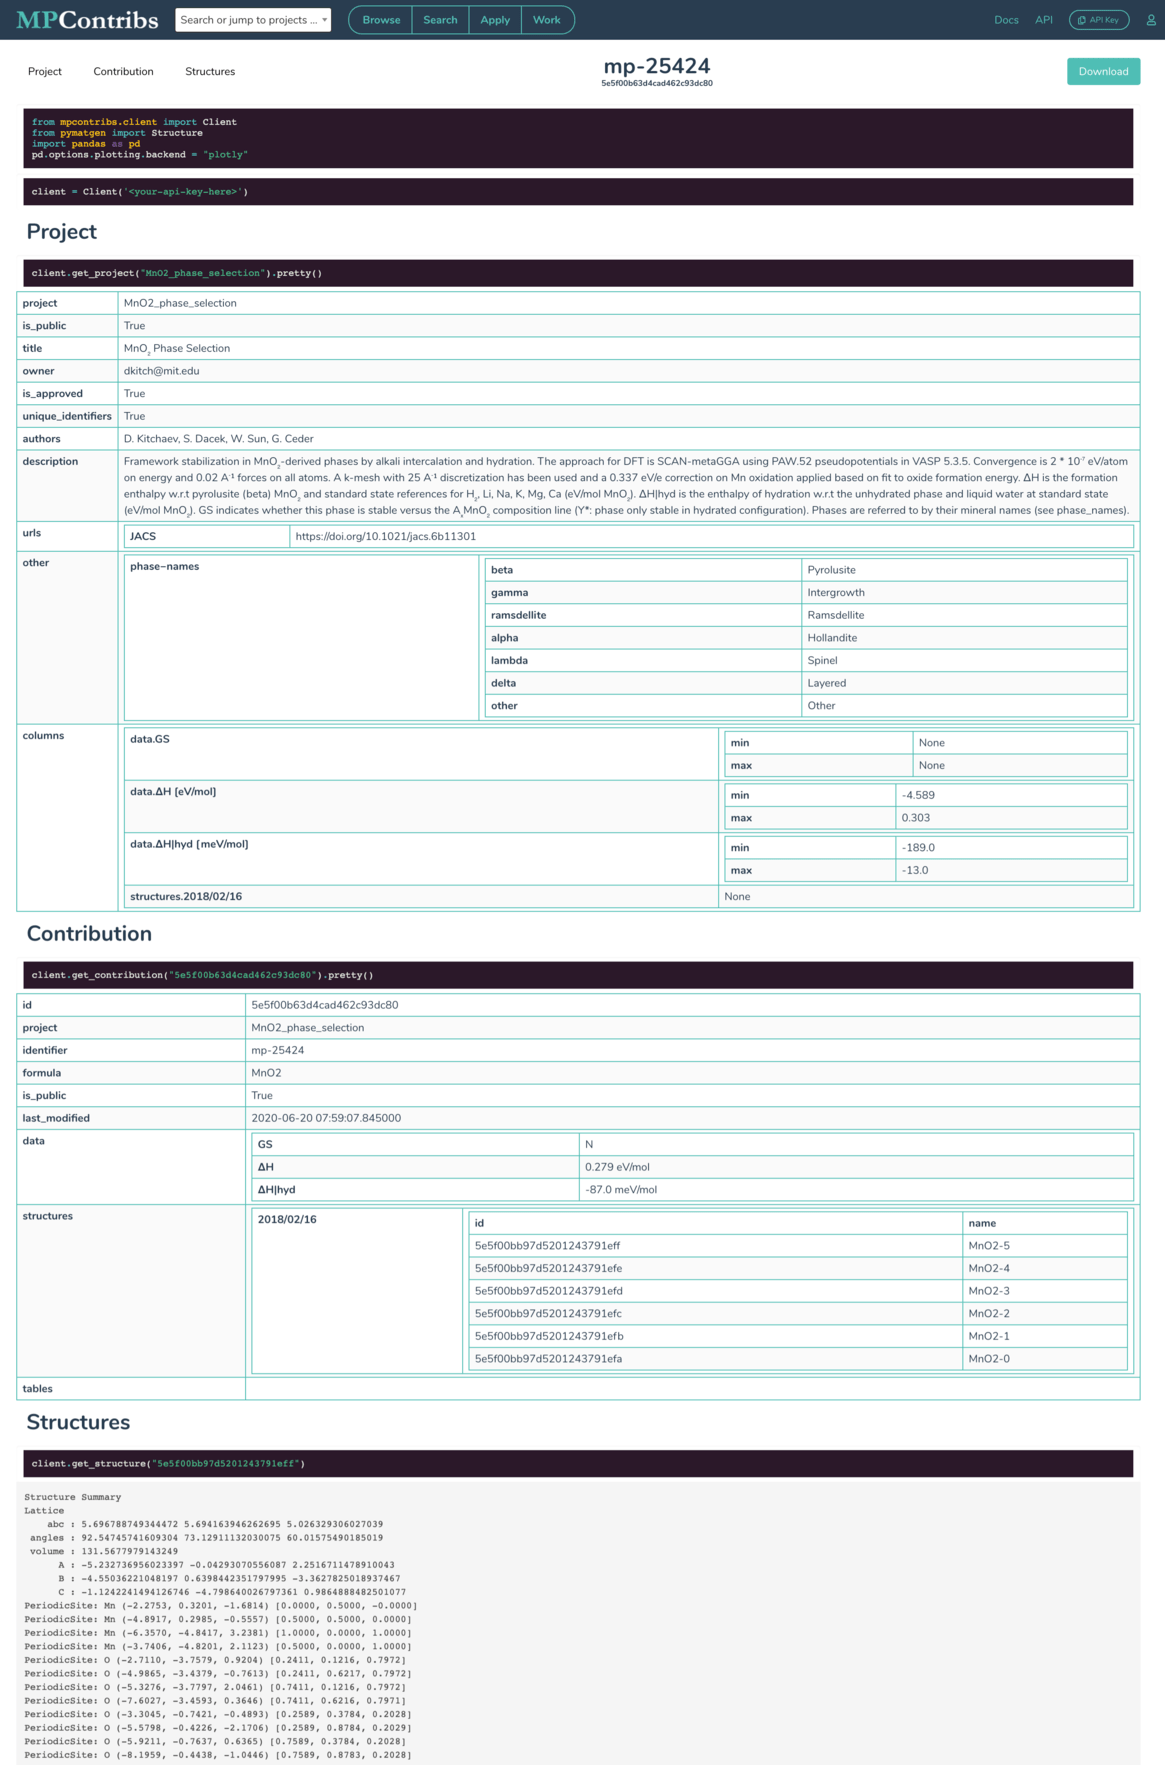 MPContribs
Search or jump to projects ...
Browse Search Apply Work
Docs API API Key
Project Contribution Structures
mp-25424
5e5f00b63d4cad462c93dc80
Download
from mpcontribs.client import Client
from pymatgen import Structure
import pandas as pd
pd.options.plotting.backend = "plotly"
client = Client('<your-api-key-here>')
Project
client.get_project("MnO2_phase_selection").pretty()
project MnO2_phase_selection
is_public True
title MnO₂ Phase Selection
owner dkitch@mit.edu
is_approved True
unique_identifiers True
authors D. Kitchaev, S. Dacek, W. Sun, G. Ceder
description Framework stabilization in MnO₂-derived phases by alkali intercalation and hydration. The approach for DFT is SCAN-metaGGA using PAW.52 pseudopotentials in VASP 5.3.5. Convergence is 2 * 10⁻⁷ eV/atom
on energy and 0.02 A⁻¹ forces on all atoms. A k-mesh with 25 A⁻¹ discretization has been used and a 0.337 eV/e correction on Mn oxidation applied based on fit to oxide formation energy. ΔH is the formation
enthalpy w.r.t pyrolusite (beta) MnO₂ and standard state references for H₂, Li, Na, K, Mg, Ca (eV/mol MnO₂). ΔH|hyd is the enthalpy of hydration w.r.t the unhydrated phase and liquid water at standard state
(eV/mol MnO₂). GS indicates whether this phase is stable versus the AₓMnO₂ composition line (Y*: phase only stable in hydrated configuration). Phases are referred to by their mineral names (see phase_names).
urls JACS https://doi.org/10.1021/jacs.6b11301
other phase-names beta Pyrolusite
gamma Intergrowth
ramsdellite Ramsdellite
alpha Hollandite
lambda Spinel
delta Layered
other Other
columns data.GS min None
max None
data.ΔH [eV/mol] min -4.589
max 0.303
data.ΔH|hyd [meV/mol] min -189.0
max -13.0
structures.2018/02/16 None
Contribution
client.get_contribution("5e5f00b63d4cad462c93dc80").pretty()
id 5e5f00b63d4cad462c93dc80
project MnO2_phase_selection
identifier mp-25424
formula MnO2
is_public True
last_modified 2020-06-20 07:59:07.845000
data GS N
ΔH 0.279 eV/mol
ΔH|hyd -87.0 meV/mol
structures 2018/02/16 id name
5e5f00bb97d5201243791eff MnO2-5
5e5f00bb97d5201243791efe MnO2-4
5e5f00bb97d5201243791efd MnO2-3
5e5f00bb97d5201243791efc MnO2-2
5e5f00bb97d5201243791efb MnO2-1
5e5f00bb97d5201243791efa MnO2-0
tables
Structures
client.get_structure("5e5f00bb97d5201243791eff")
Structure Summary
Lattice
abc : 5.696788749344472 5.694163946262695 5.026329306027039
angles : 92.54745741609304 73.12911132030075 60.01575490185019
volume : 131.5677979143249
A : -5.232736956023397 -0.04293070556087 2.2516711478910043
B : -4.55036221048197 0.6398442351797995 -3.3627825018937467
C : -1.1242241494126746 -4.798640026797361 0.9864888482501077
PeriodicSite: Mn (-2.2753, 0.3201, -1.6814) [0.0000, 0.5000, -0.0000]
PeriodicSite: Mn (-4.8917, 0.2985, -0.5557) [0.5000, 0.5000, 0.0000]
PeriodicSite: Mn (-6.3570, -4.8417, 3.2381) [1.0000, 0.0000, 1.0000]
PeriodicSite: Mn (-3.7406, -4.8201, 2.1123) [0.5000, 0.0000, 1.0000]
PeriodicSite: O (-2.7110, -3.7579, 0.9204) [0.2411, 0.1216, 0.7972]
PeriodicSite: O (-4.9865, -3.4379, -0.7613) [0.2411, 0.6217, 0.7972]
PeriodicSite: O (-5.3276, -3.7797, 2.0461) [0.7411, 0.1216, 0.7972]
PeriodicSite: O (-7.6027, -3.4593, 0.3646) [0.7411, 0.6216, 0.7971]
PeriodicSite: O (-3.3045, -0.7421, -0.4893) [0.2589, 0.3784, 0.2028]
PeriodicSite: O (-5.5798, -0.4226, -2.1706) [0.2589, 0.8784, 0.2029]
PeriodicSite: O (-5.9211, -0.7637, 0.6365) [0.7589, 0.3784, 0.2028]
PeriodicSite: O (-8.1959, -0.4438, -1.0446) [0.7589, 0.8783, 0.2028]